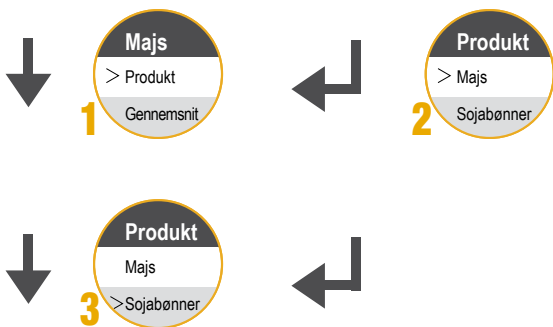 Majs
> Produkt
Gennemsnit
1
Produkt
> Majs
Sojabønner
2
Produkt
Majs
>Sojabønner
3